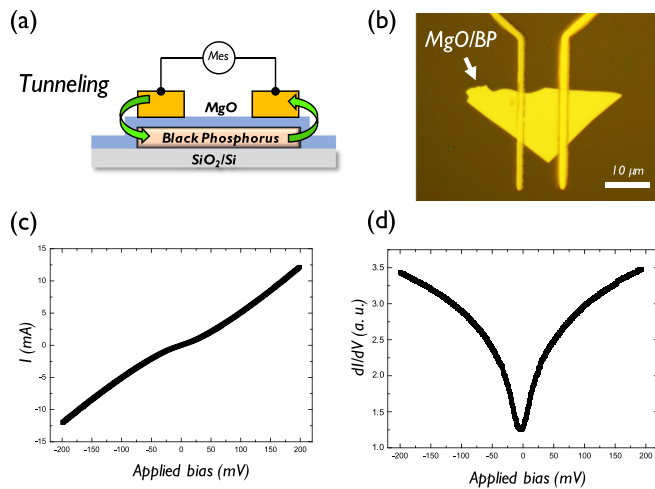 (a)
Mes
Tunneling
MgO
Black Phosphorus
SiO2/Si
(b)
MgO/BP
10 μm
(c)
15
10
5
0
-5
-10
-15
I (mA)
-200 -150 -100 -50 0 50 100 150 200
Applied bias (mV)
(d)
3.5
3.0
2.5
2.0
1.5
1.0
dI/dV (a. u.)
-200 -150 -100 -50 0 50 100 150 200
Applied bias (mV)